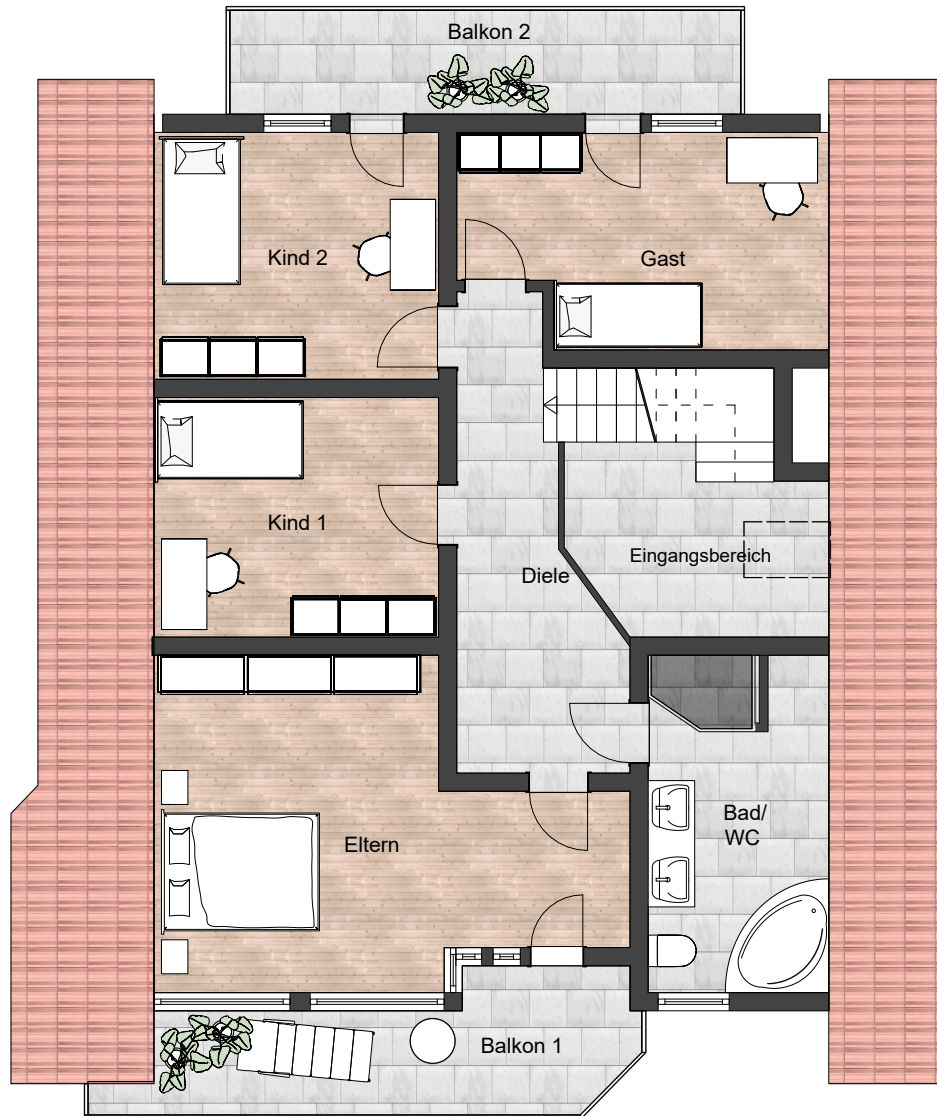 Balkon 2
Kind 2
Gast
Kind 1
Eingangsbereich
Diele
Bad/
WC
Eltern
Balkon 1